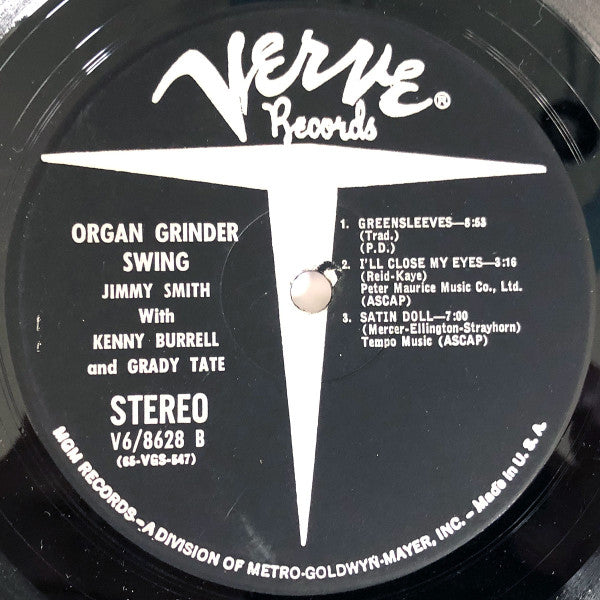 VERVE®
Records
ORGAN GRINDER
SWING
JIMMY SMITH
With
KENNY BURRELL
and GRADY TATE
STEREO
V6/8628 B
(65-VGS-547)
1. GREENSLEEVES—8:53
(Trad.)
(P.D.)
2. I'LL CLOSE MY EYES—3:16
(Reid-Kaye)
Peter Maurice Music Co., Ltd.
(ASCAP)
3. SATIN DOLL—7:00
(Mercer-Ellington-Strayhorn)
Tempo Music (ASCAP)
MGM RECORDS—A DIVISION OF METRO-GOLDWYN-MAYER, INC. – Made in U. S. A.